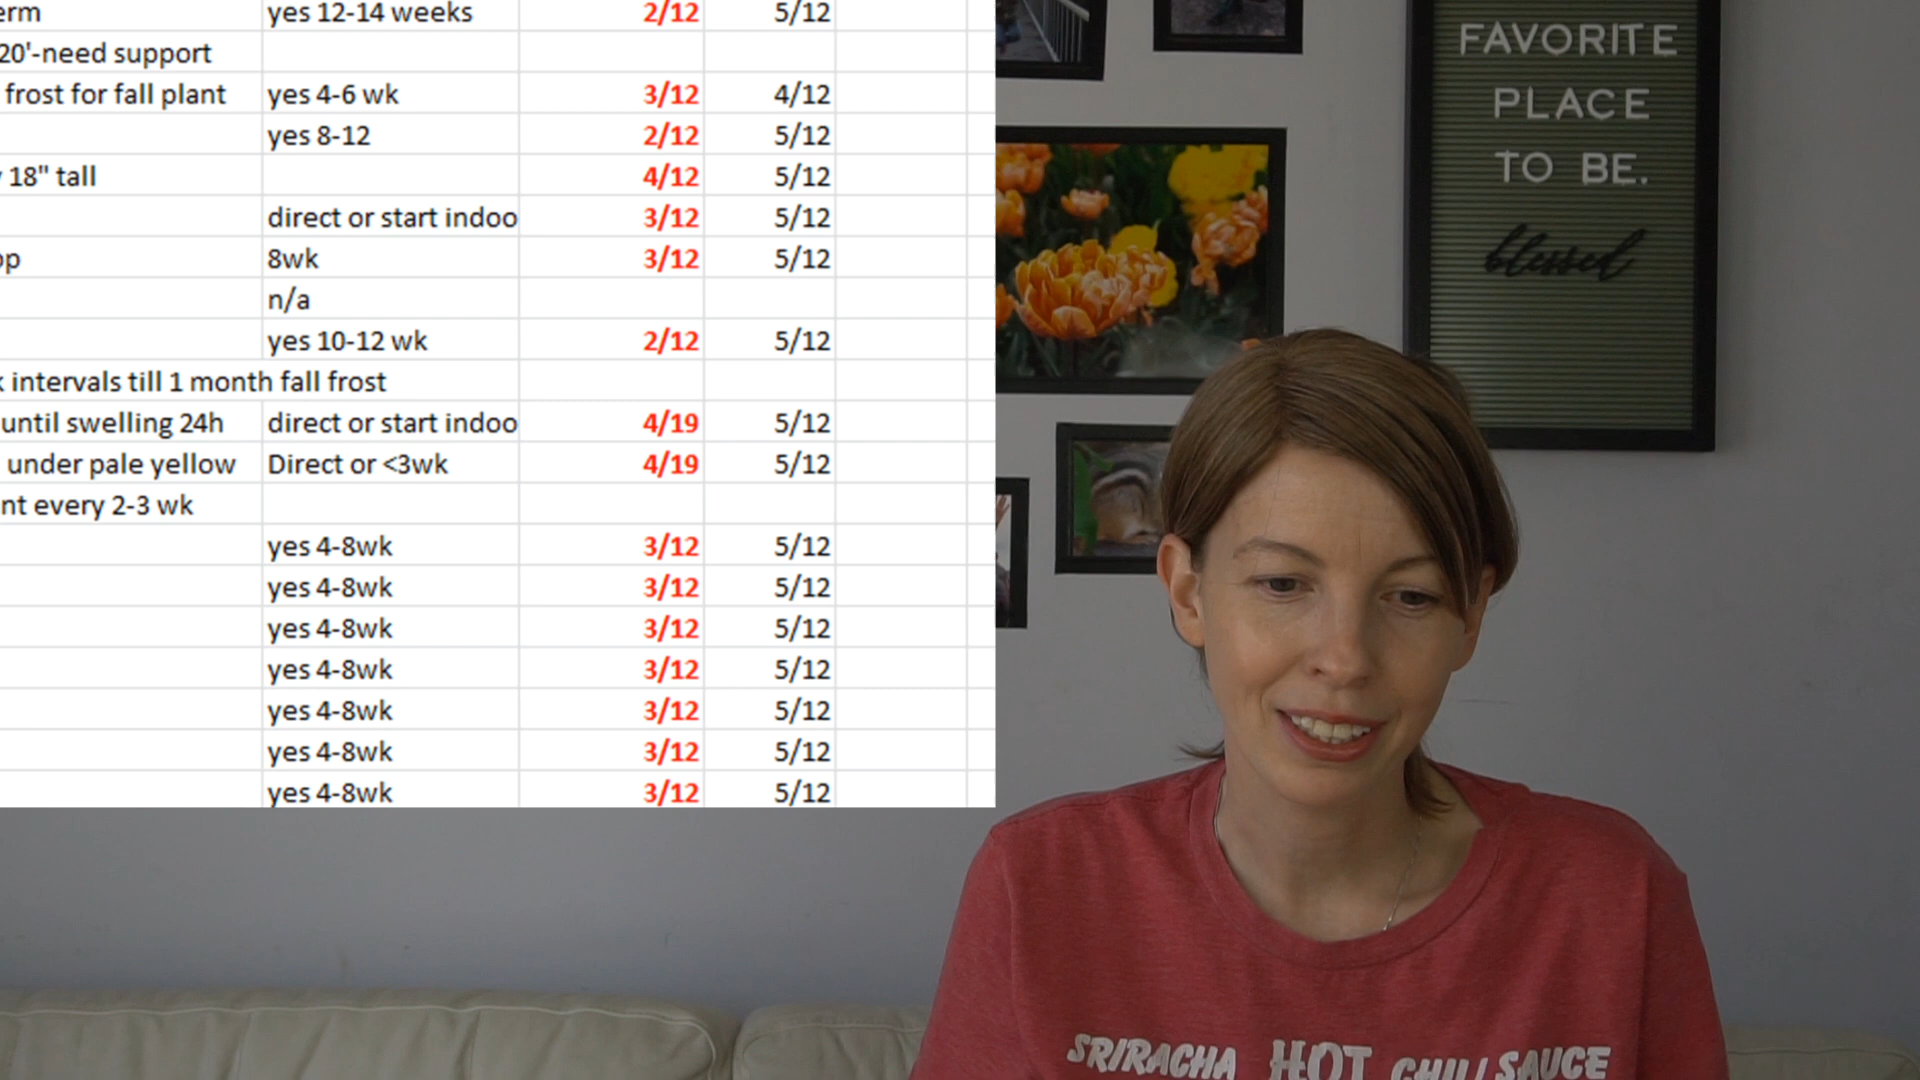 erm yes 12-14 weeks 2/12 5/12
20'-need support
frost for fall plant yes 4-6 wk 3/12 4/12
yes 8-12 2/12 5/12
18" tall 4/12 5/12
direct or start indoo 3/12 5/12
op 8wk 3/12 5/12
n/a
yes 10-12 wk 2/12 5/12
k intervals till 1 month fall frost
until swelling 24h direct or start indoo 4/19 5/12
under pale yellow Direct or <3wk 4/19 5/12
nt every 2-3 wk
yes 4-8wk 3/12 5/12
yes 4-8wk 3/12 5/12
yes 4-8wk 3/12 5/12
yes 4-8wk 3/12 5/12
yes 4-8wk 3/12 5/12
yes 4-8wk 3/12 5/12
yes 4-8wk 3/12 5/12
FAVORITE
PLACE
TO BE.
blessed
SRIRACHA HOT CHILI SAUCE